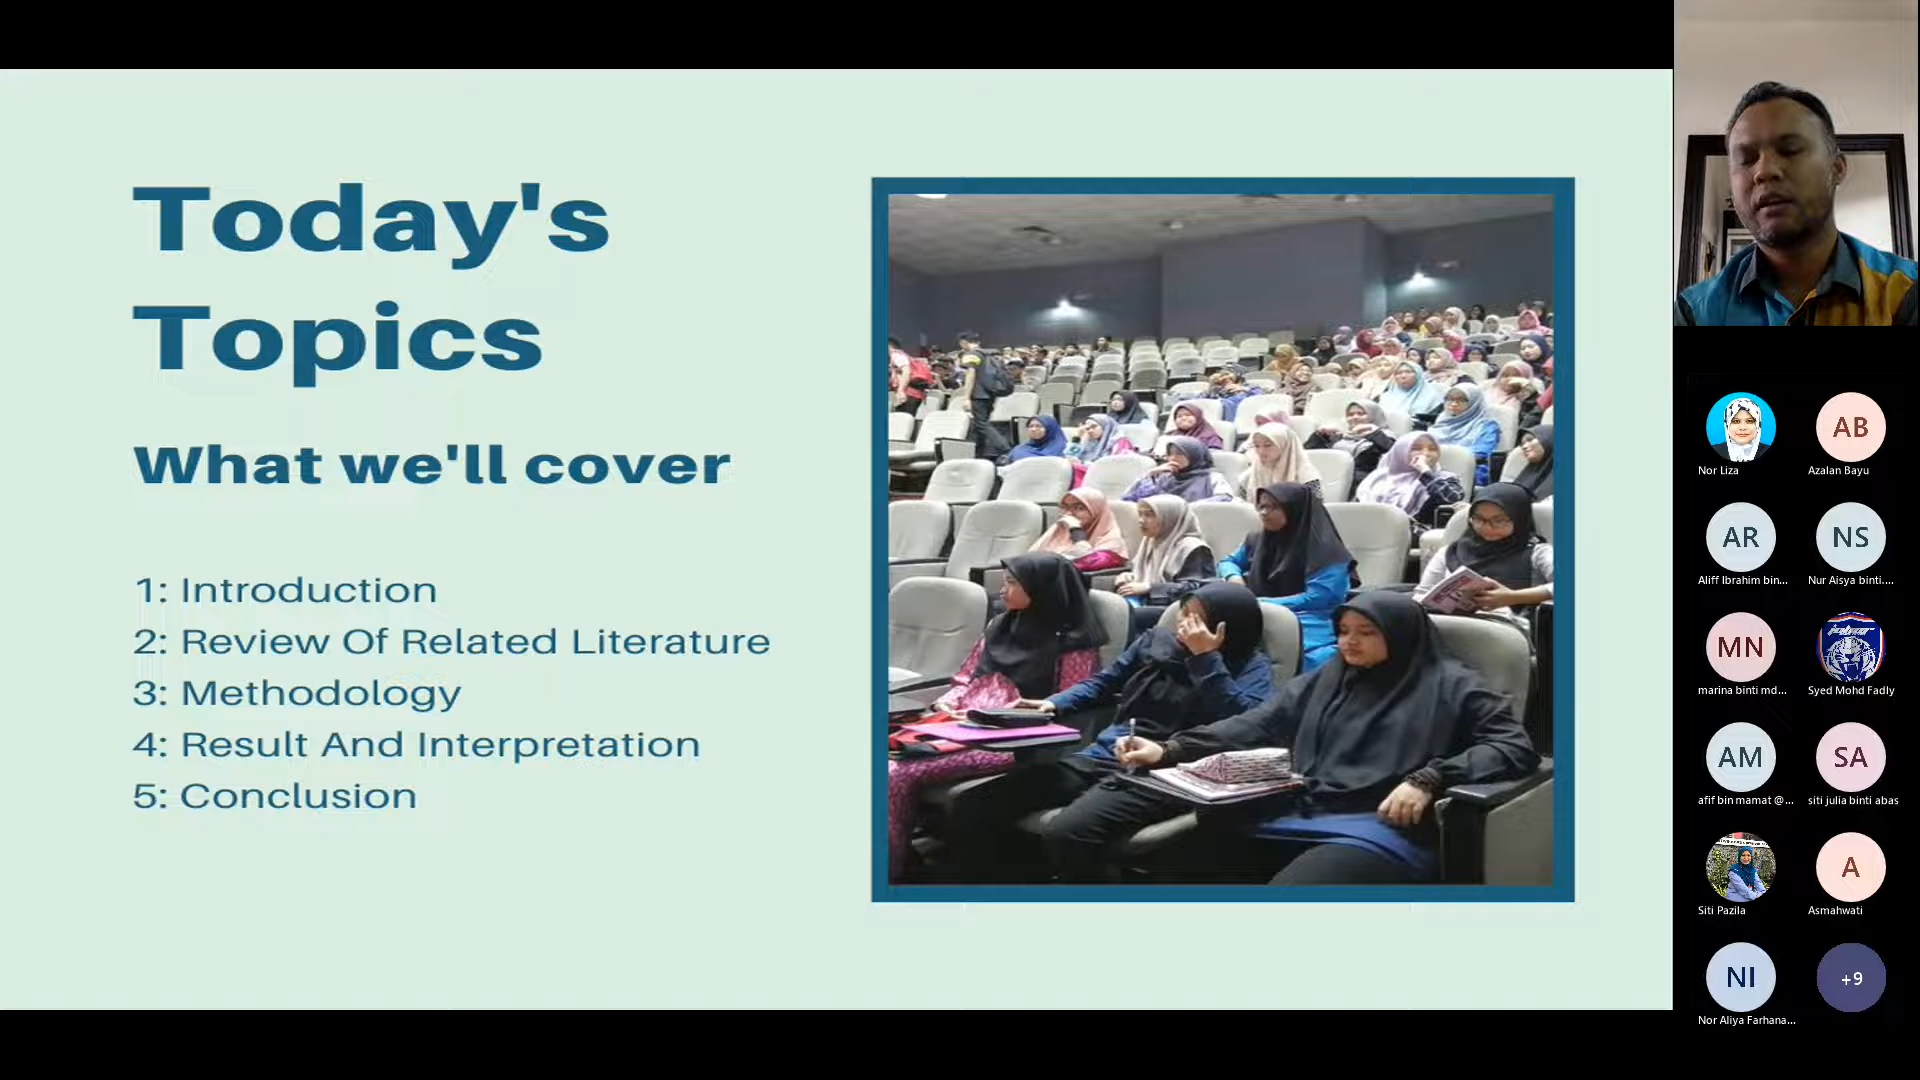 Today's
Topics
What we'll cover
1: Introduction
2: Review Of Related Literature
3: Methodology
4: Result And Interpretation
5: Conclusion
Nor Liza
AB
Azalan Bayu
AR
Aliff Ibrahim bin...
NS
Nur Aisya binti....
MN
marina binti md...
Syed Mohd Fadly
AM
afif bin mamat @...
SA
siti julia binti abas
Siti Pazila
A
Asmahwati
NI
Nor Aliya Farhana...
+9